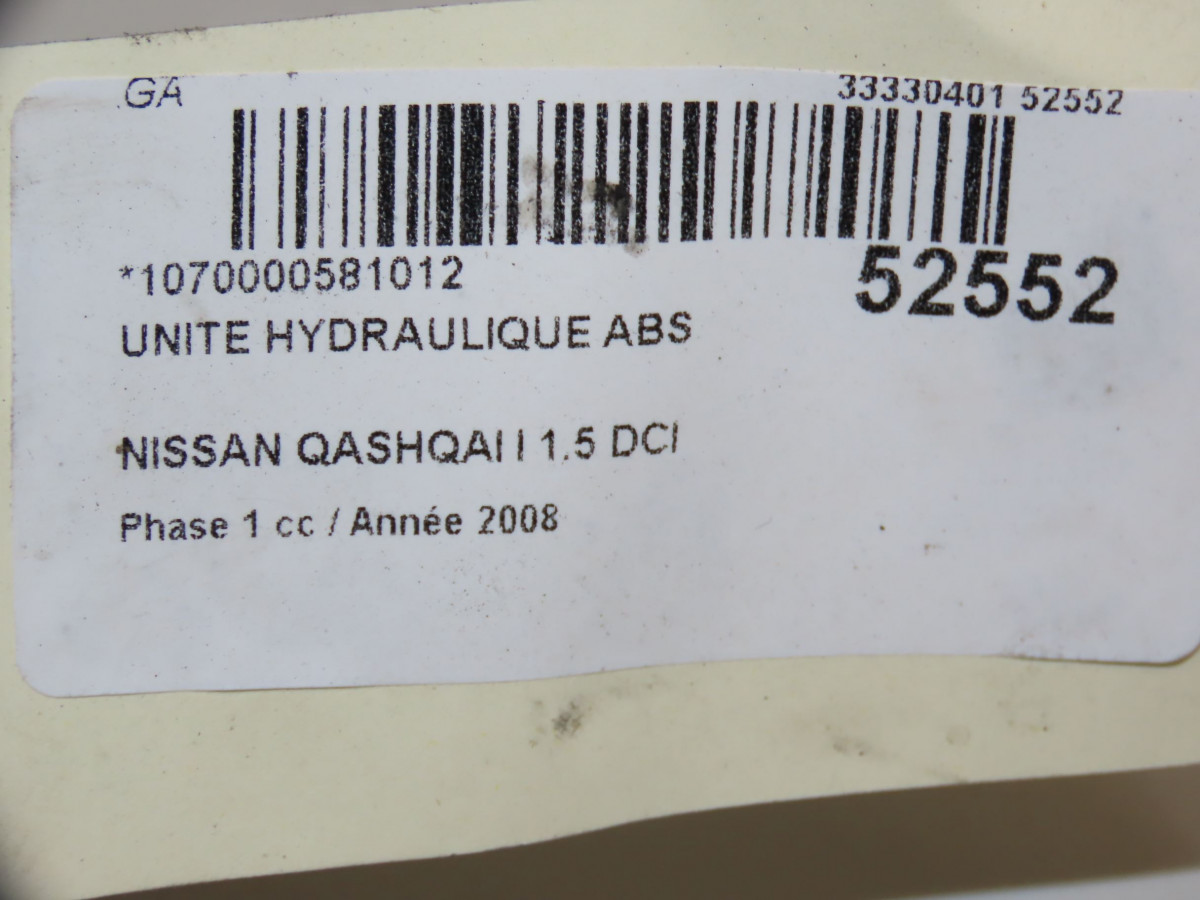 GA 33330401 52552
*1070000581012 52552
UNITE HYDRAULIQUE ABS
NISSAN QASHQAI I 1.5 DCI
Phase 1 cc / Année 2008